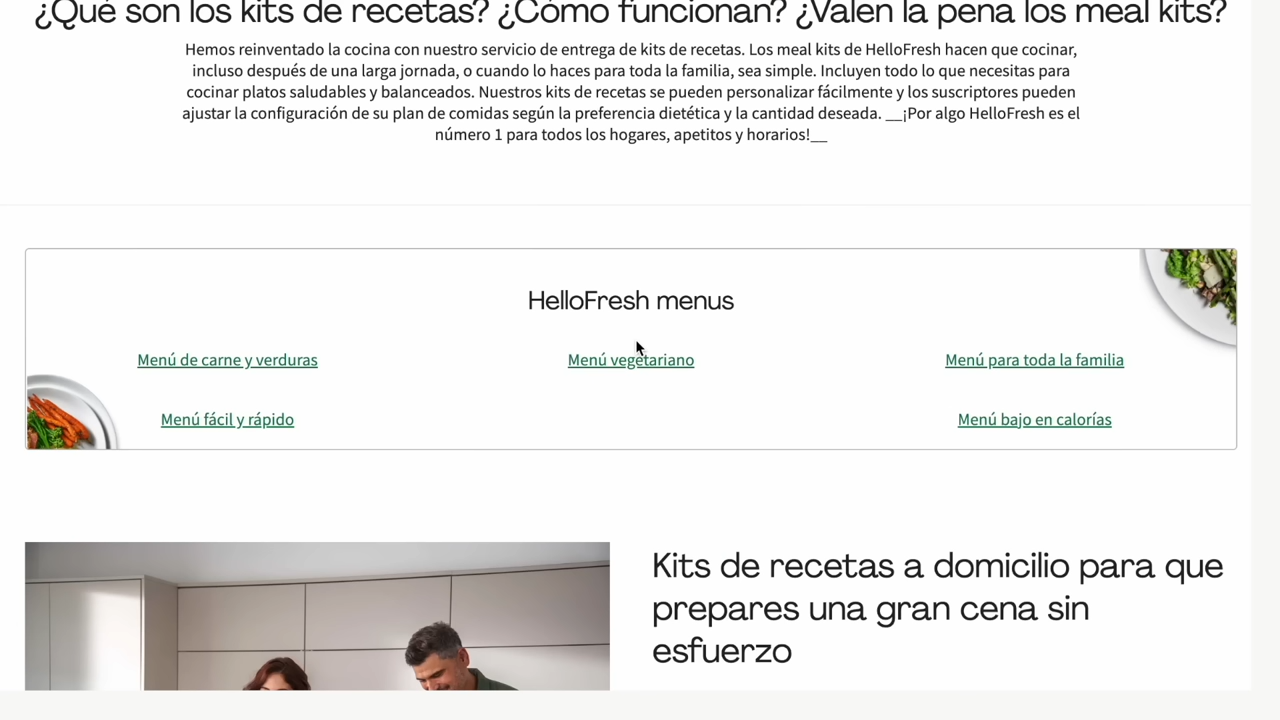 ¿Qué son los kits de recetas? ¿Cómo funcionan? ¿Valen la pena los meal kits?
Hemos reinventado la cocina con nuestro servicio de entrega de kits de recetas. Los meal kits de HelloFresh hacen que cocinar,
incluso después de una larga jornada, o cuando lo haces para toda la familia, sea simple. Incluyen todo lo que necesitas para
cocinar platos saludables y balanceados. Nuestros kits de recetas se pueden personalizar fácilmente y los suscriptores pueden
ajustar la configuración de su plan de comidas según la preferencia dietética y la cantidad deseada. __¡Por algo HelloFresh es el
número 1 para todos los hogares, apetitos y horarios!__
HelloFresh menus
Menú de carne y verduras
Menú vegetariano
Menú para toda la familia
Menú fácil y rápido
Menú bajo en calorías
Kits de recetas a domicilio para que
prepares una gran cena sin
esfuerzo